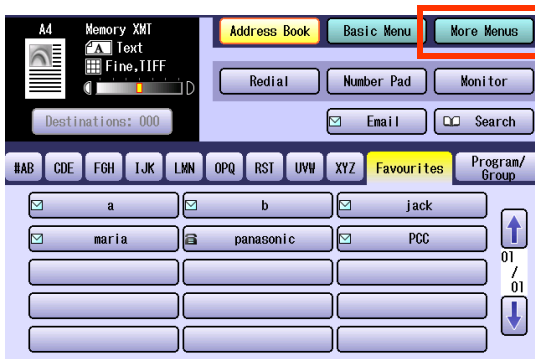 A4 Memory XMT Address Book Basic Menu More Menus
A Text
Fine,TIFF
Redial Number Pad Monitor
D
Destinations: 000 Email Search
#AB CDE FGH IJK LMN OPQ RST UVW XYZ Favourites Program/
Group
a b jack
maria panasonic PCC
01
/
01